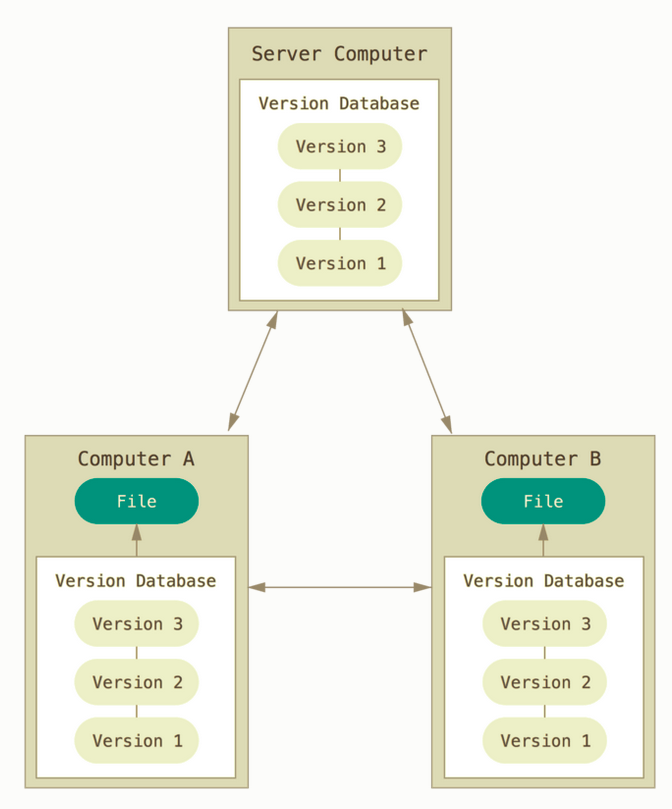 Server Computer
Version Database
Version 3
Version 2
Version 1
Computer A
File
Version Database
Version 3
Version 2
Version 1
Computer B
File
Version Database
Version 3
Version 2
Version 1